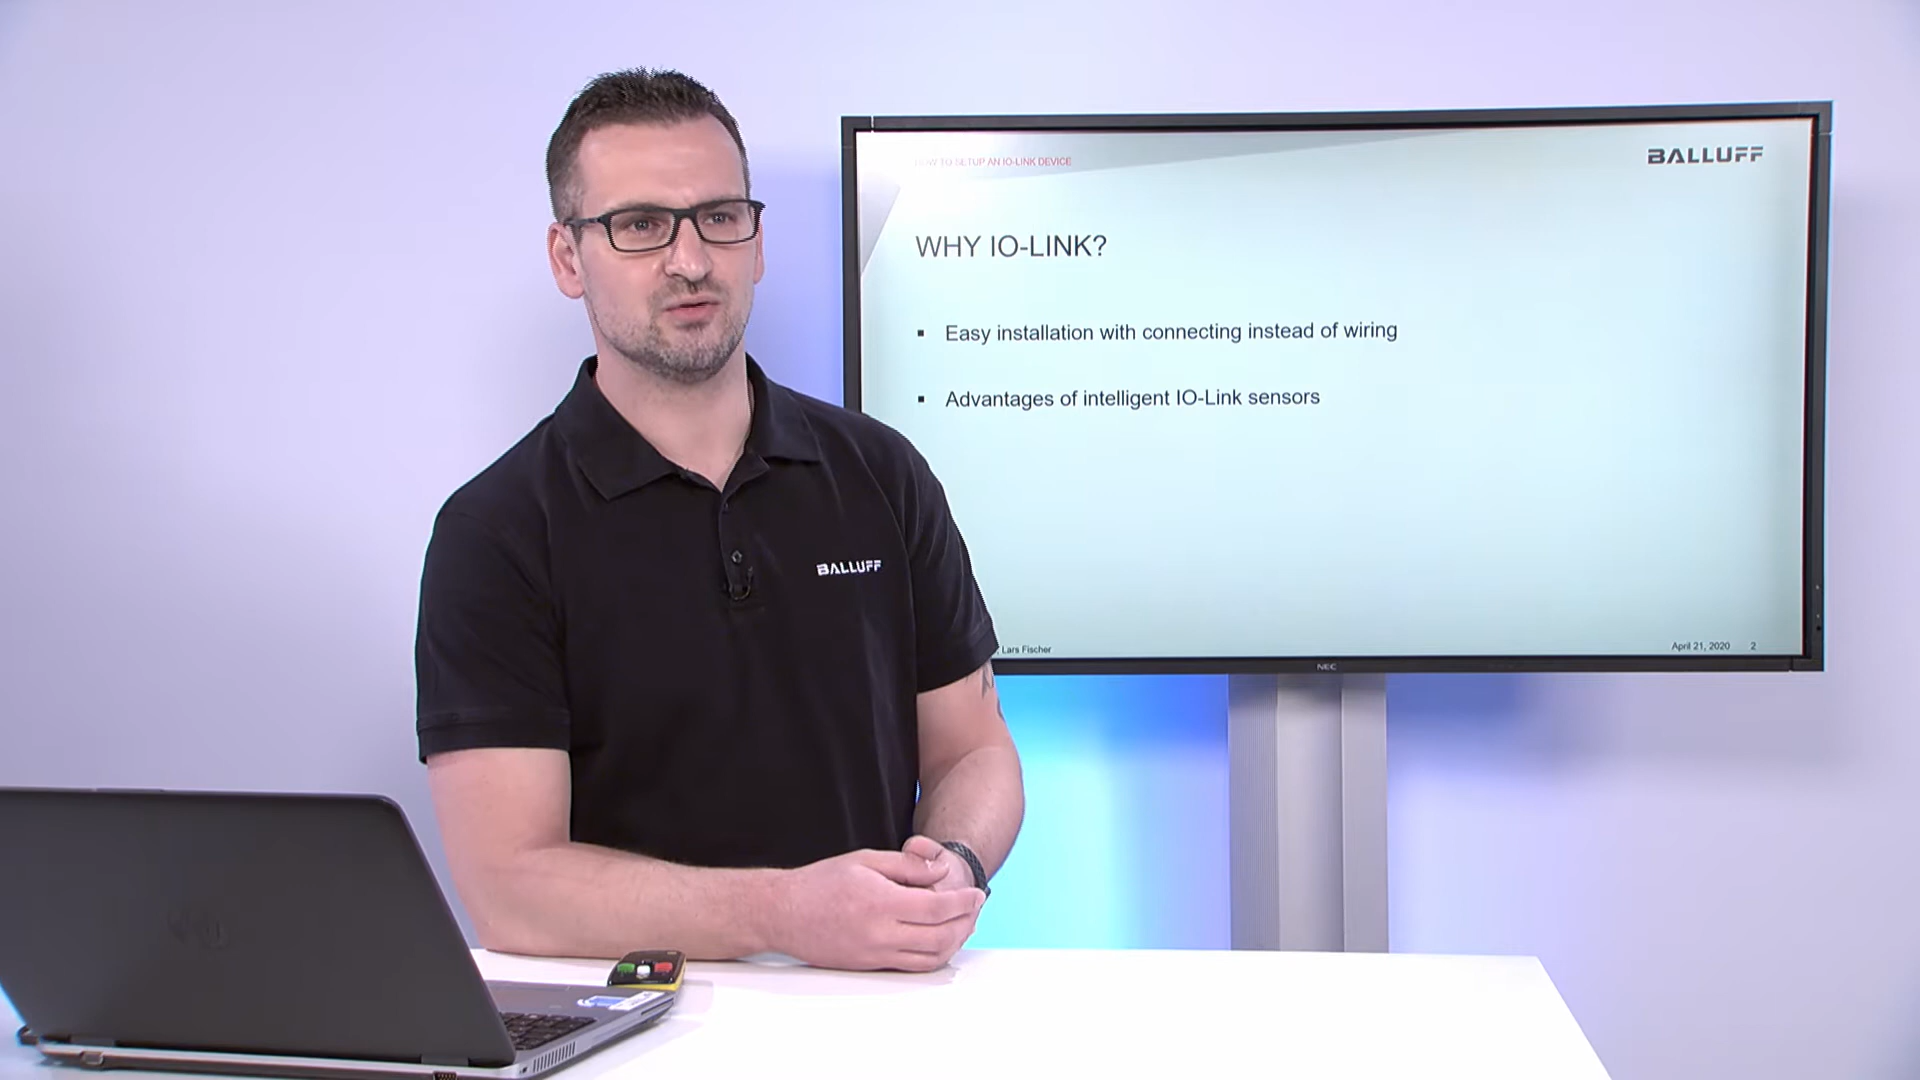 HOW TO SETUP AN IO-LINK DEVICE
BALLUFF
WHY IO-LINK?
▪ Easy installation with connecting instead of wiring
▪ Advantages of intelligent IO-Link sensors
Lars Fischer
April 21, 2020 2
NEC
BALLUFF